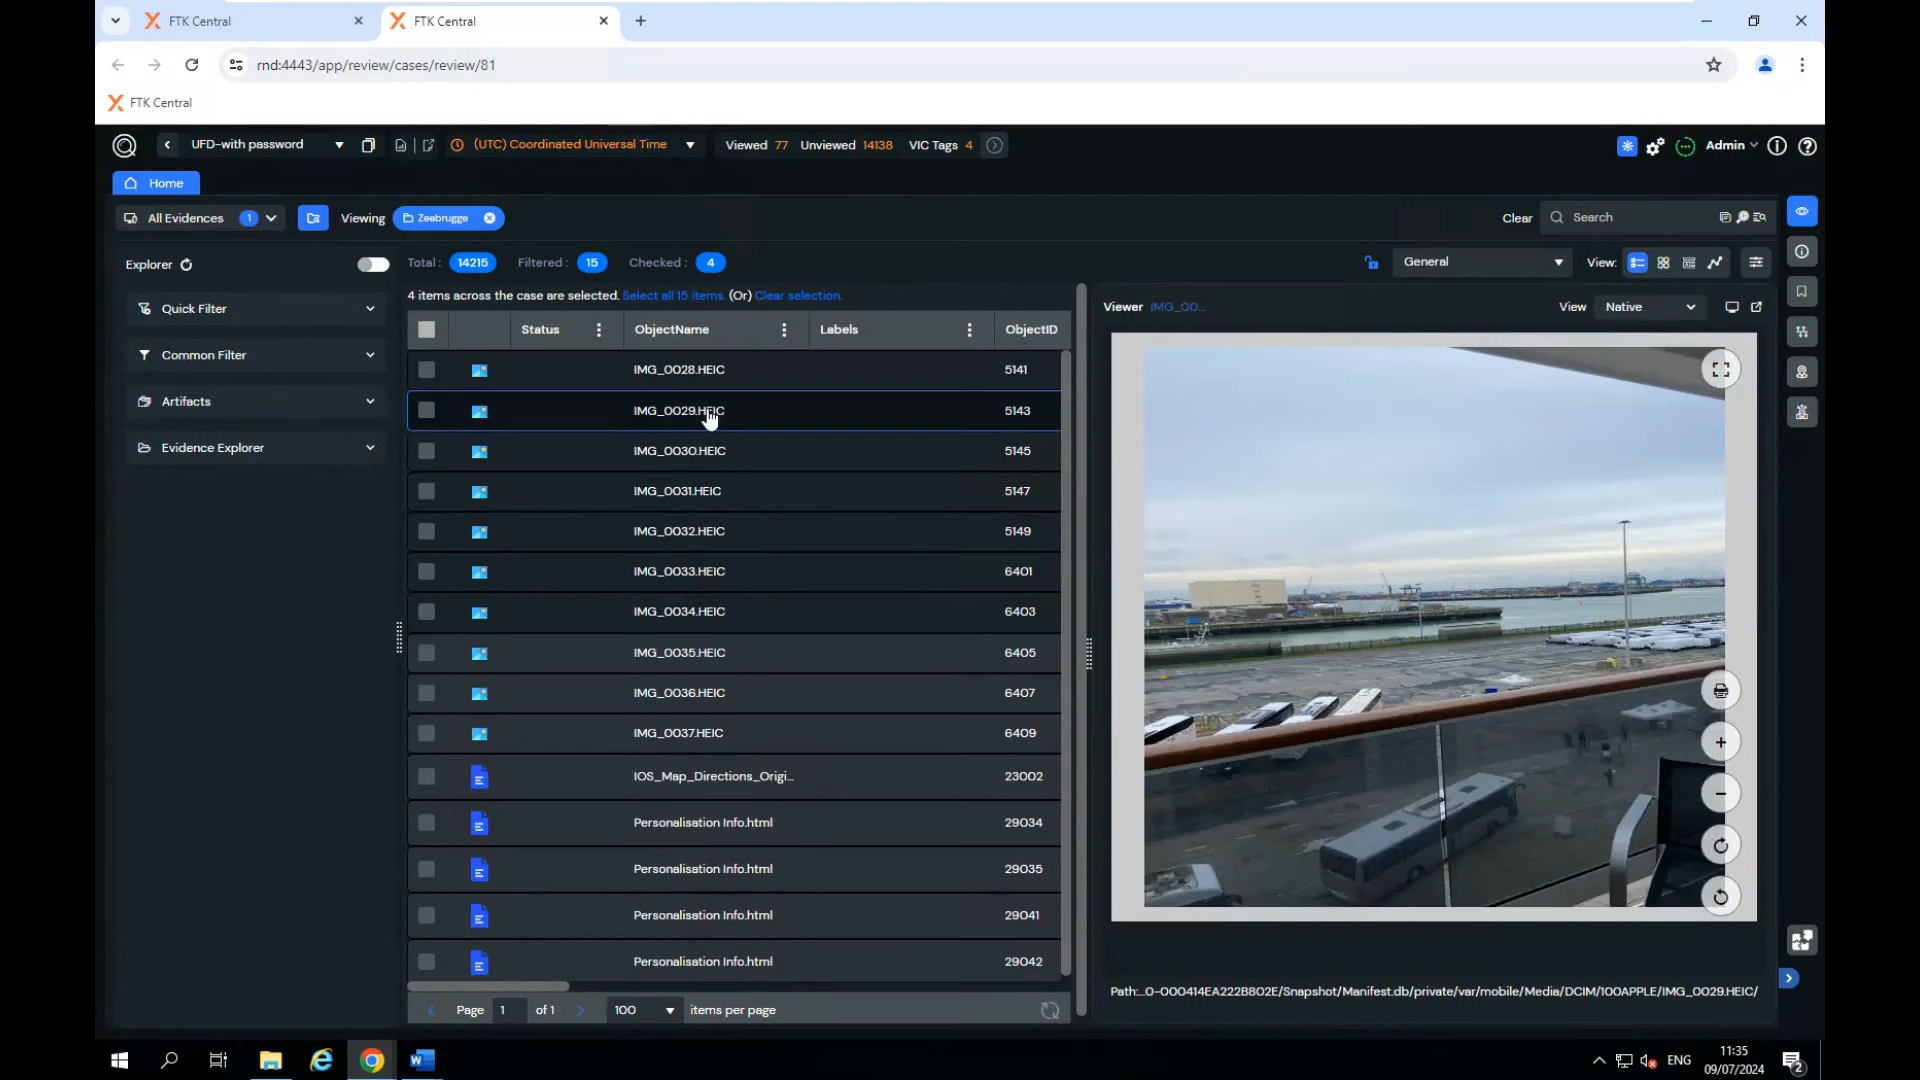 FTK Central
FTK Central
rnd:4443/app/review/cases/review/81
FTK Central
UFD-with password
(UTC) Coordinated Universal Time
Viewed 77 Unviewed 14138 VIC Tags 4
Admin
Home
All Evidences 1
Viewing Zeebrugge
Clear Search
Explorer
Total : 14215 Filtered : 15 Checked : 4
General View:
4 items across the case are selected. Select all 15 items. (Or) Clear selection.
Quick Filter
Common Filter
Artifacts
Evidence Explorer
Status ObjectName Labels ObjectID
IMG_0028.HEIC 5141
IMG_0029.HEIC 5143
IMG_0030.HEIC 5145
IMG_0031.HEIC 5147
IMG_0032.HEIC 5149
IMG_0033.HEIC 6401
IMG_0034.HEIC 6403
IMG_0035.HEIC 6405
IMG_0036.HEIC 6407
IMG_0037.HEIC 6409
IOS_Map_Directions_Origi... 23002
Personalisation Info.html 29034
Personalisation Info.html 29035
Personalisation Info.html 29041
Personalisation Info.html 29042
Page 1 of 1 100 items per page
Viewer IMG_00... View Native
Path:...0-000414EA222B802E/Snapshot/Manifest.db/private/var/mobile/Media/DCIM/100APPLE/IMG_0029.HEIC/
ENG
11:35
09/07/2024
2